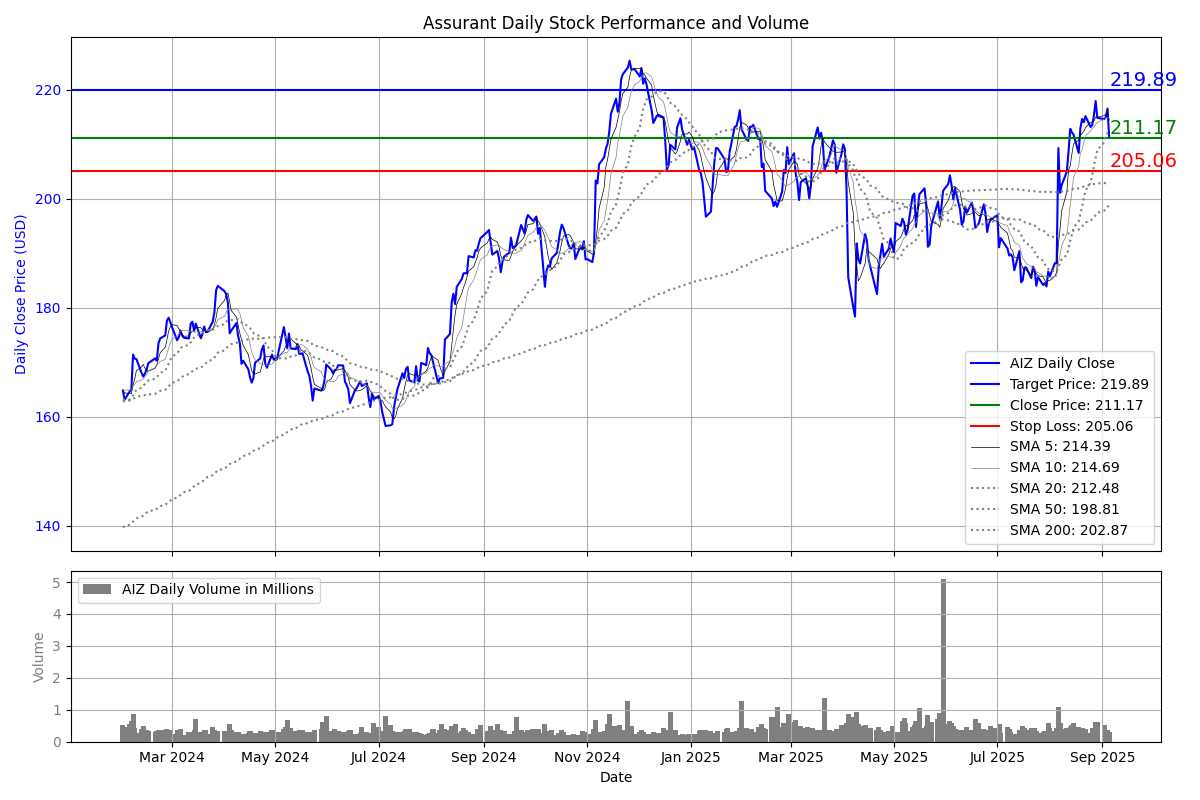 Assurant Daily Stock Performance and Volume
Daily Close Price (USD)
220
200
180
160
140
219.89
211.17
205.06
AIZ Daily Close
Target Price: 219.89
Close Price: 211.17
Stop Loss: 205.06
SMA 5: 214.39
SMA 10: 214.69
SMA 20: 212.48
SMA 50: 198.81
SMA 200: 202.87
Volume
5
4
3
2
1
0
AIZ Daily Volume in Millions
Mar 2024
May 2024
Jul 2024
Sep 2024
Nov 2024
Jan 2025
Mar 2025
May 2025
Jul 2025
Sep 2025
Date